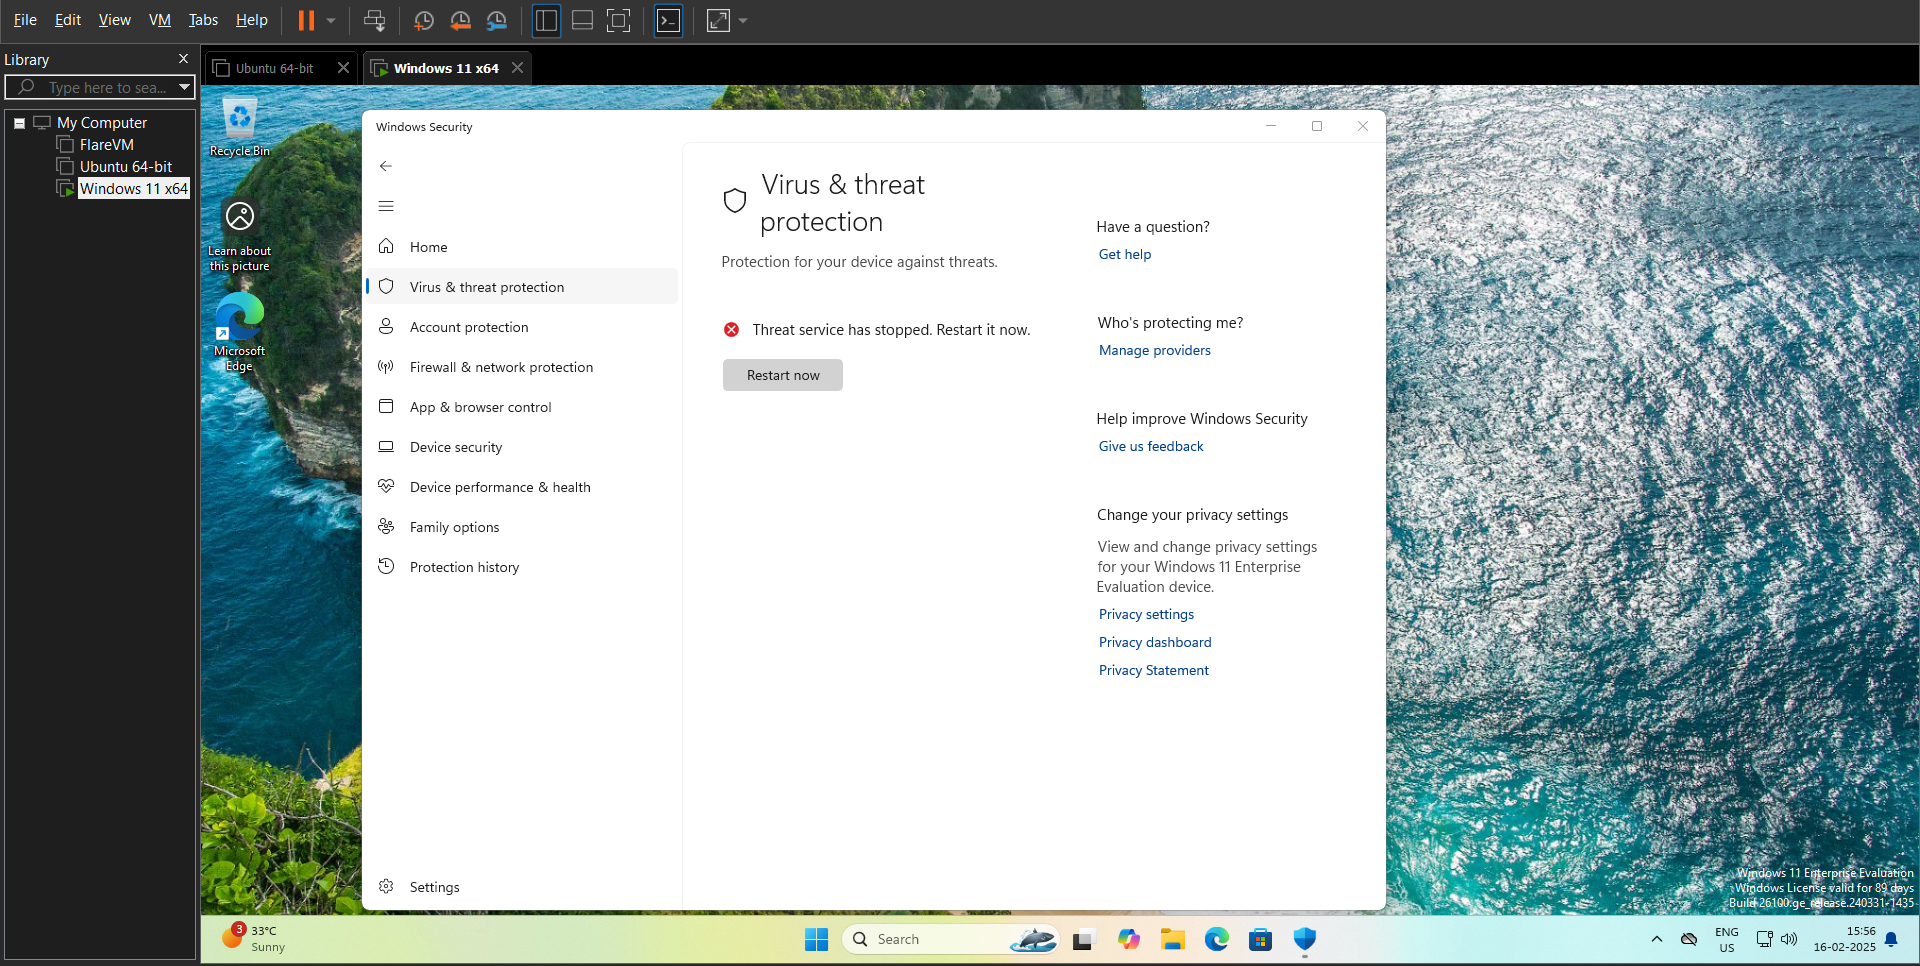 File Edit View VM Tabs Help
Library
Type here to sea...
My Computer
FlareVM
Ubuntu 64-bit
Windows 11 x64
Ubuntu 64-bit
Windows 11 x64
Recycle Bin
Learn about
this picture
Microsoft
Edge
Windows Security
Home
Virus & threat protection
Account protection
Firewall & network protection
App & browser control
Device security
Device performance & health
Family options
Protection history
Settings
Virus & threat
protection
Protection for your device against threats.
Threat service has stopped. Restart it now.
Restart now
Have a question?
Get help
Who's protecting me?
Manage providers
Help improve Windows Security
Give us feedback
Change your privacy settings
View and change privacy settings
for your Windows 11 Enterprise
Evaluation device.
Privacy settings
Privacy dashboard
Privacy Statement
Windows 11 Enterprise Evaluation
Windows License valid for 89 days
Build 26100.ge_release.240331-1435
3
33°C
Sunny
Search
ENG
US
15:56
16-02-2025